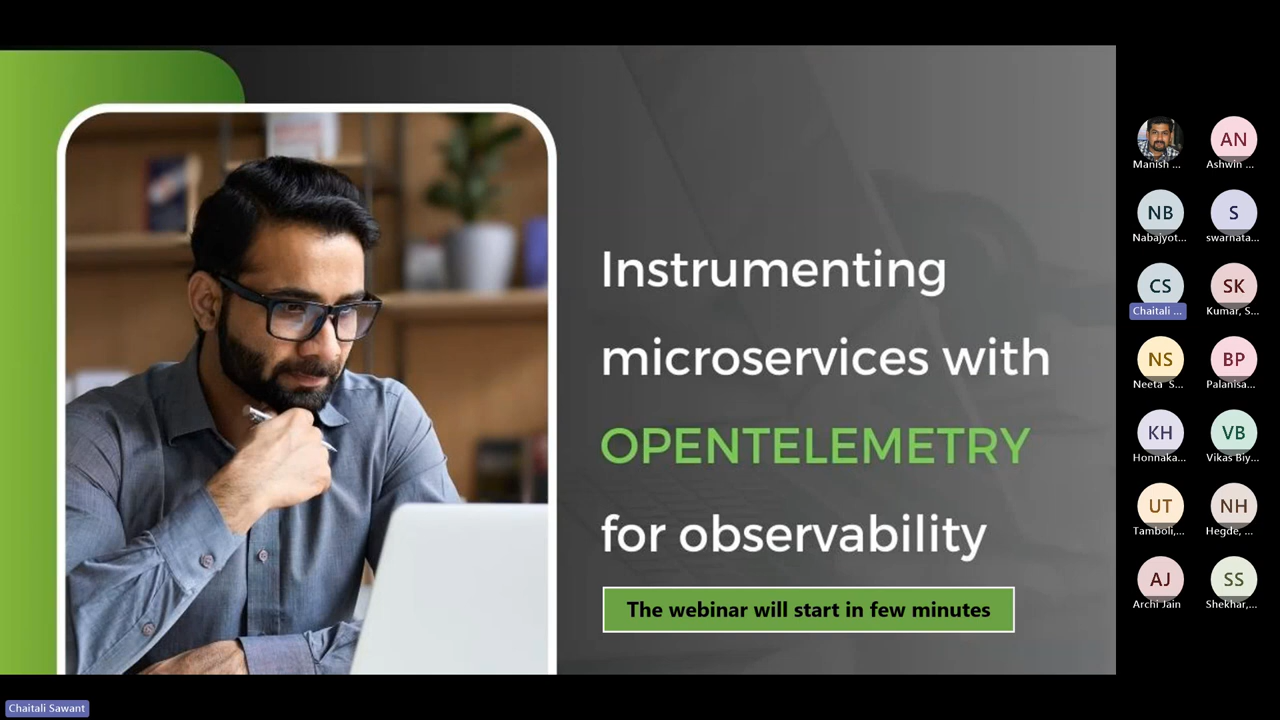 Instrumenting
microservices with
OPENTELEMETRY
for observability
The webinar will start in few minutes
Manish ...
AN
Ashwin ...
NB
Nabajyot...
S
swarnata...
CS
Chaitali ...
SK
Kumar, S...
NS
Neeta S...
BP
Palanisa...
KH
Honnaka...
VB
Vikas Biy...
UT
Tamboli,...
NH
Hegde, ...
AJ
Archi Jain
SS
Shekhar,...
Chaitali Sawant